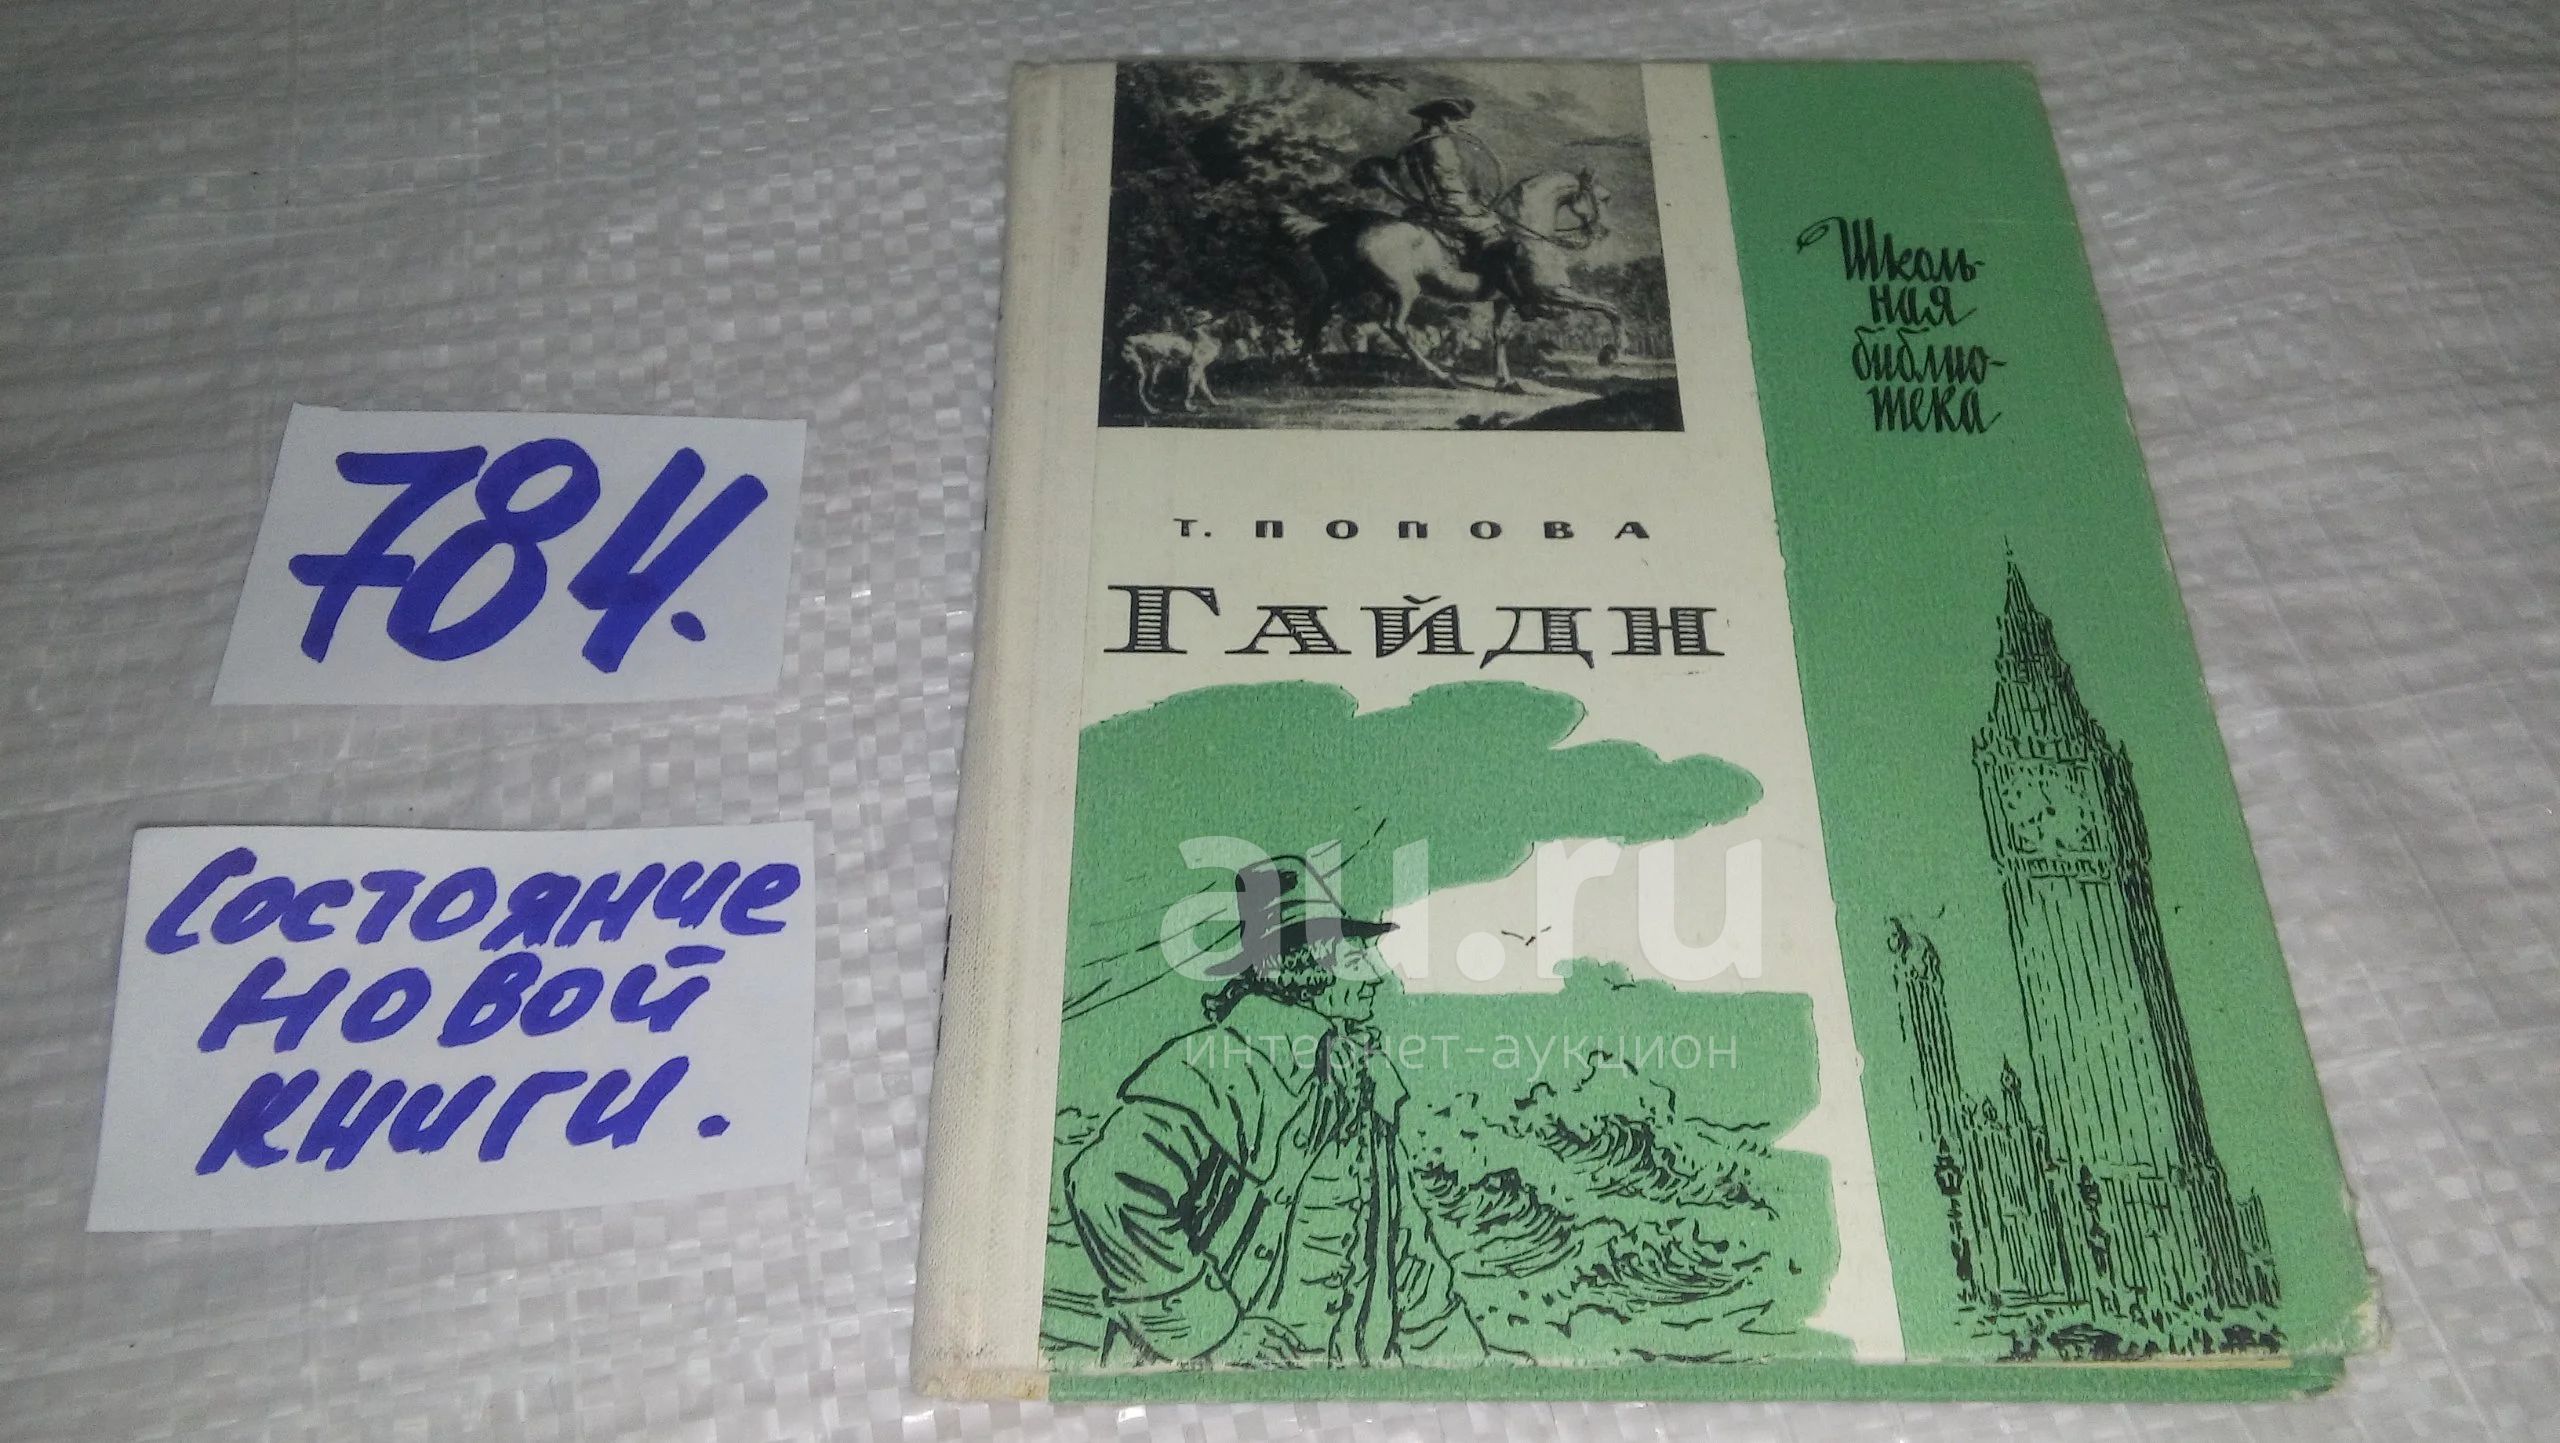 784.
Состояние
новой
книги.
Школь-
ная
библио-
тека
Т. ПОПОВА
ГАЙДН
au.ru
интернет-аукцион